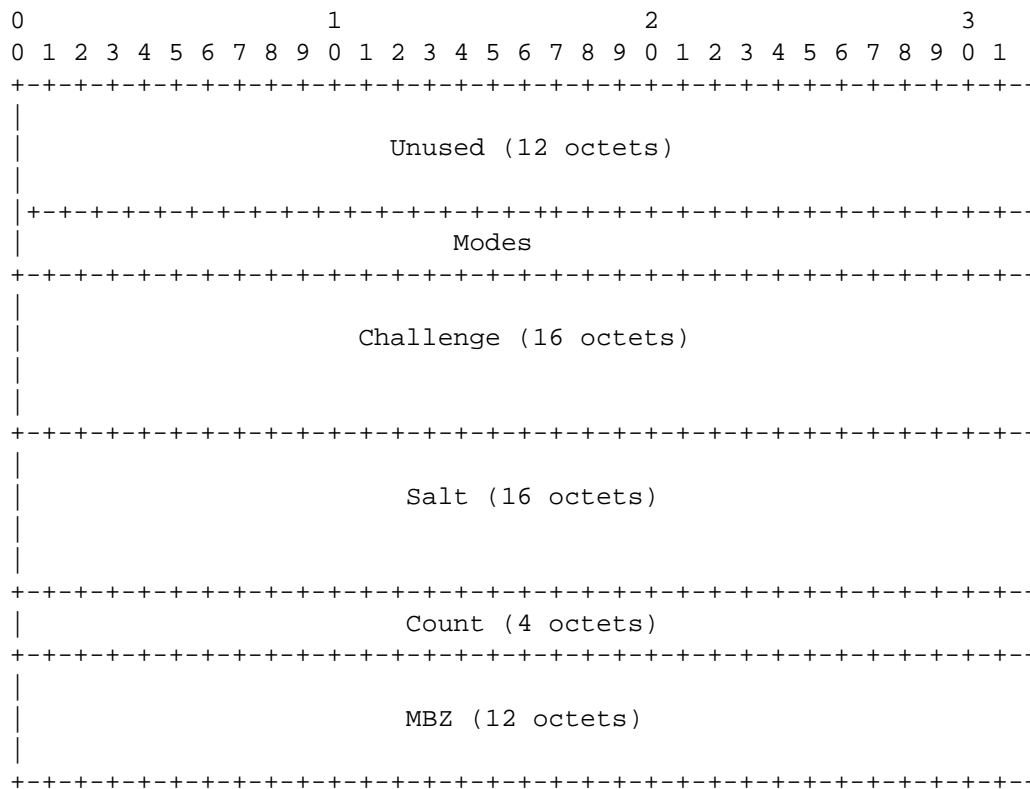 0                   1                   2                   3
0 1 2 3 4 5 6 7 8 9 0 1 2 3 4 5 6 7 8 9 0 1 2 3 4 5 6 7 8 9 0 1
Unused (12 octets)
Modes
Challenge (16 octets)
Salt (16 octets)
Count (4 octets)
MBZ (12 octets)